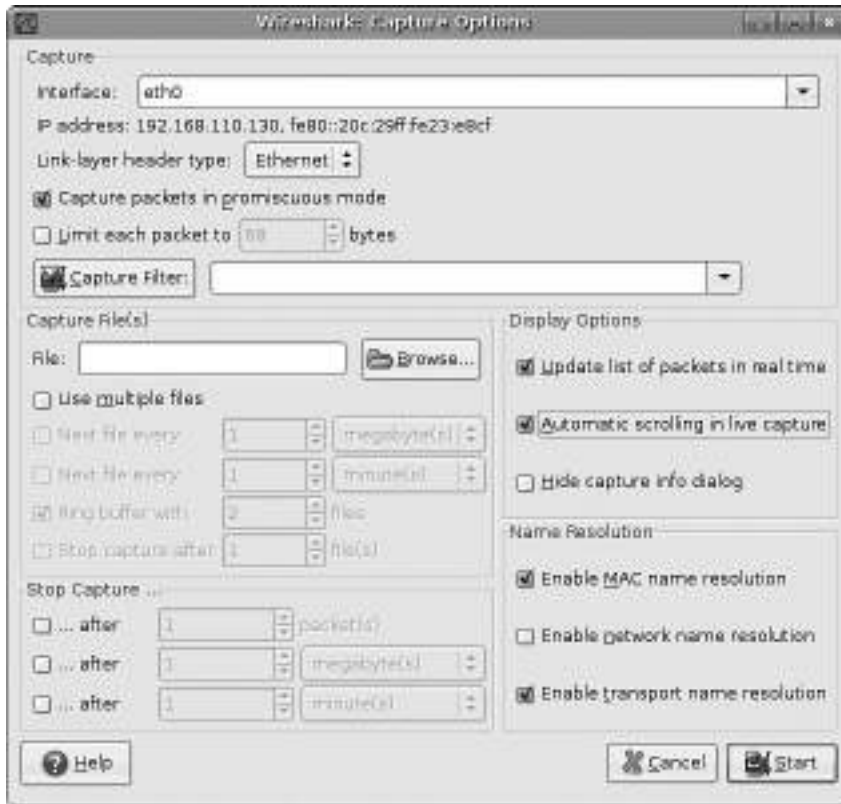 Wireshark: Capture Options
Capture
Interface: eth0
IP address: 192.168.110.130, fe80::20c:29ff:fe23:e8cf
Link-layer header type: Ethernet
Capture packets in promiscuous mode
Limit each packet to 68 bytes
Capture Filter:
Capture File(s)
File: Browse...
Use multiple files
Next file every 1 megabyte(s)
Next file every 1 minute(s)
Ring buffer with 2 files
Stop capture after 1 file(s)
Stop Capture ...
... after 1 packet(s)
... after 1 megabyte(s)
... after 1 minute(s)
Display Options
Update list of packets in real time
Automatic scrolling in live capture
Hide capture info dialog
Name Resolution
Enable MAC name resolution
Enable network name resolution
Enable transport name resolution
Help
Cancel
Start